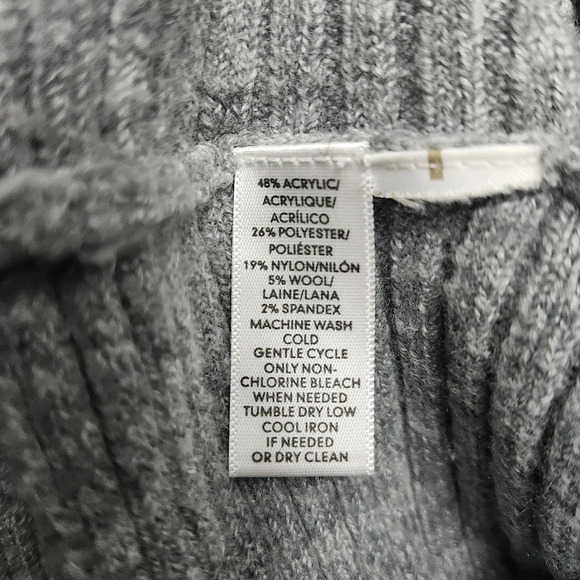 48% ACRYLIC/
ACRYLIQUE/
ACRÍLICO
26% POLYESTER/
POLIÉSTER
19% NYLON/NILÓN
5% WOOL/
LAINE/LANA
2% SPANDEX
MACHINE WASH
COLD
GENTLE CYCLE
ONLY NON-
CHLORINE BLEACH
WHEN NEEDED
TUMBLE DRY LOW
COOL IRON
IF NEEDED
OR DRY CLEAN